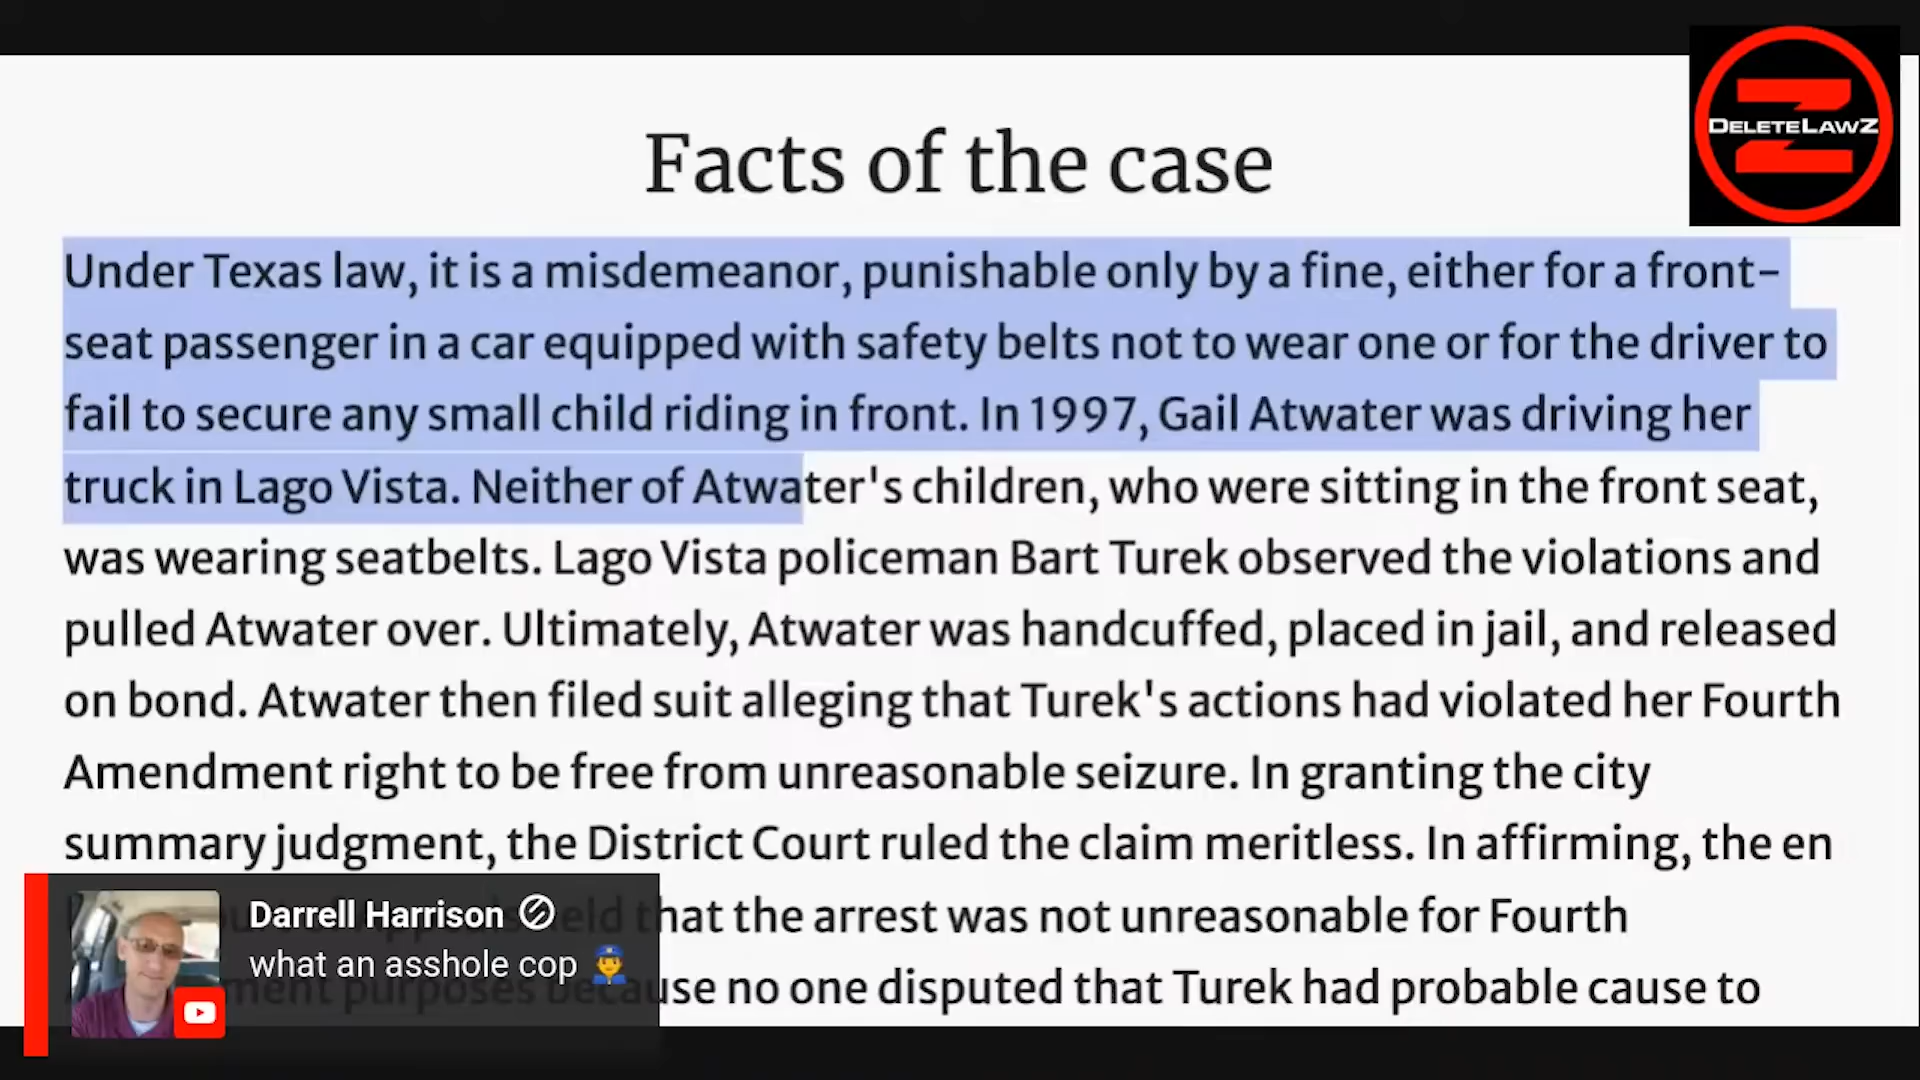 DELETELAWZ
Facts of the case
Under Texas law, it is a misdemeanor, punishable only by a fine, either for a front-
seat passenger in a car equipped with safety belts not to wear one or for the driver to
fail to secure any small child riding in front. In 1997, Gail Atwater was driving her
truck in Lago Vista. Neither of Atwater's children, who were sitting in the front seat,
was wearing seatbelts. Lago Vista policeman Bart Turek observed the violations and
pulled Atwater over. Ultimately, Atwater was handcuffed, placed in jail, and released
on bond. Atwater then filed suit alleging that Turek's actions had violated her Fourth
Amendment right to be free from unreasonable seizure. In granting the city
summary judgment, the District Court ruled the claim meritless. In affirming, the en
held that the arrest was not unreasonable for Fourth
purposes because no one disputed that Turek had probable cause to
Darrell Harrison
what an asshole cop 👮